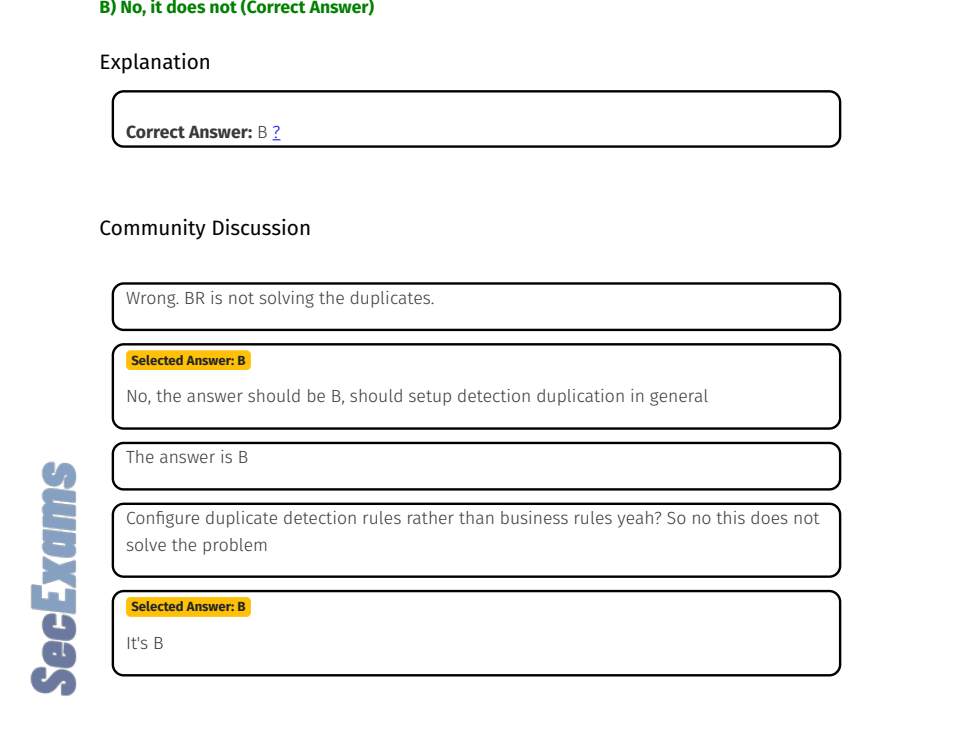 B) No, it does not (Correct Answer)
Explanation
Correct Answer: B ?
Community Discussion
Wrong. BR is not solving the duplicates.
Selected Answer: B
No, the answer should be B, should setup detection duplication in general
The answer is B
Configure duplicate detection rules rather than business rules yeah? So no this does not
solve the problem
Selected Answer: B
It's B
SecExams